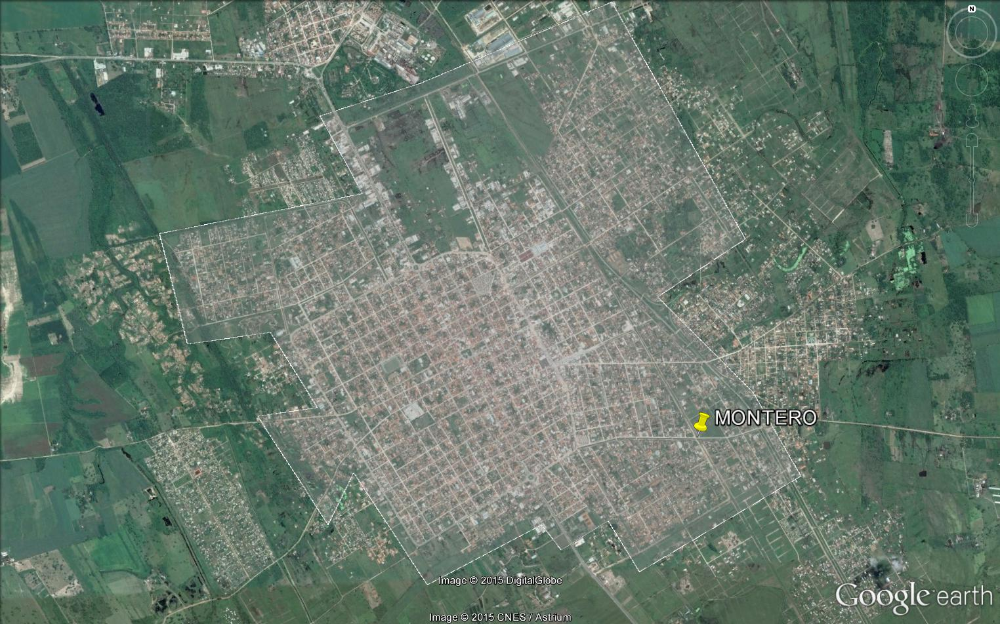 N
MONTERO
Image © 2015 DigitalGlobe
Google earth
Image © 2015 CNES / Astrium